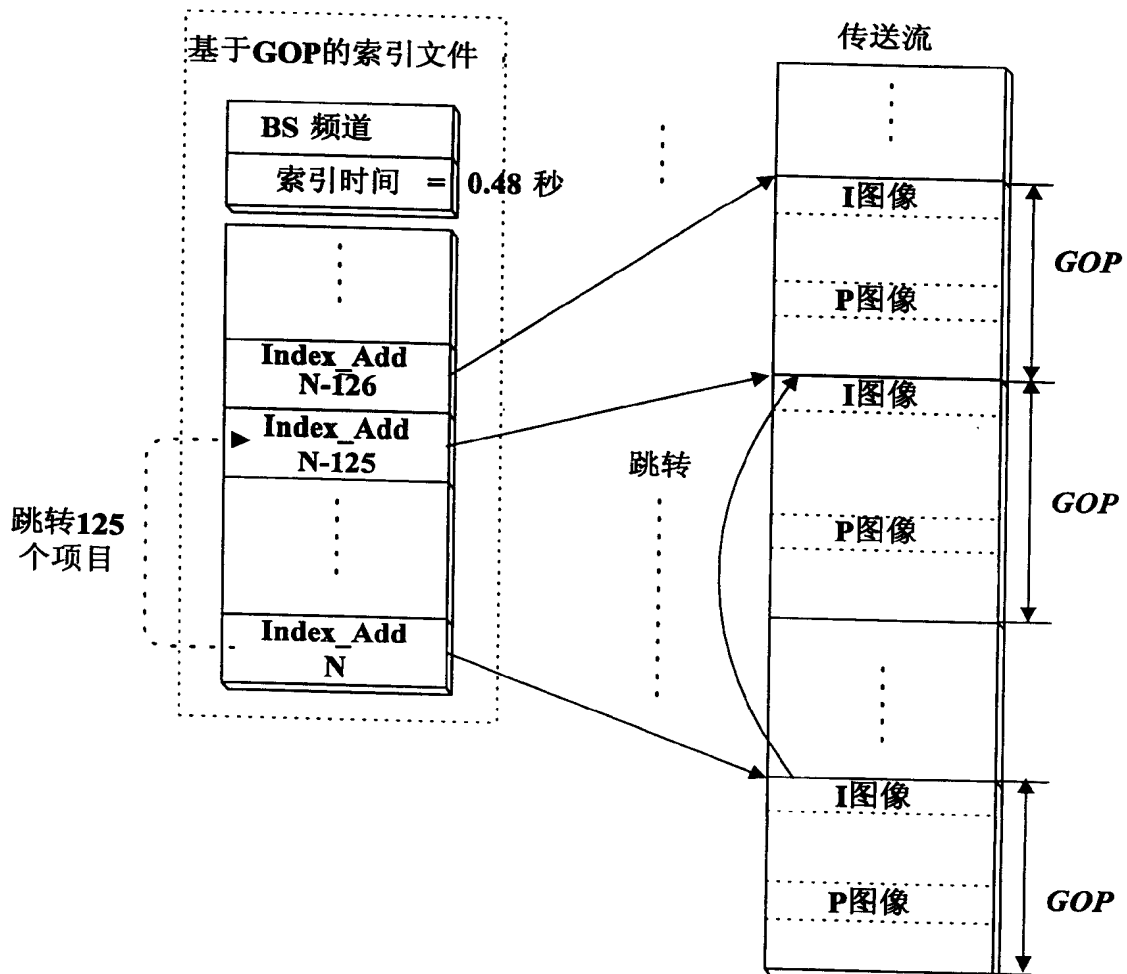 基于GOP的索引文件
BS 频道
索引时间 = 0.48 秒
Index_Add
N-126
Index_Add
N-125
跳转125
个项目
Index_Add
N
跳转
传送流
I图像
P图像
GOP
I图像
P图像
GOP
I图像
P图像
GOP